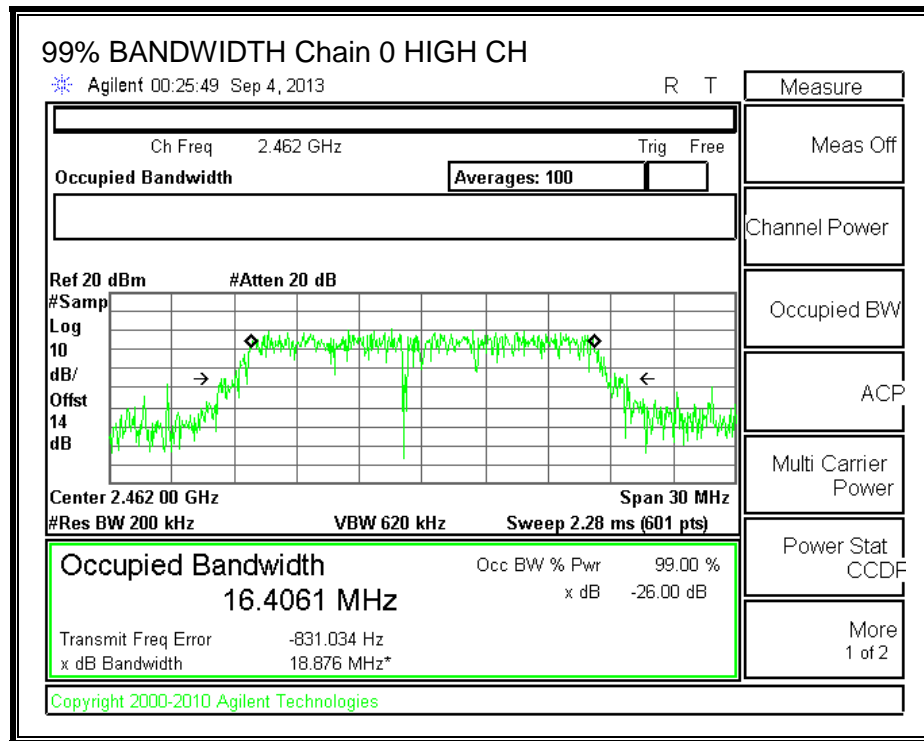 99% BANDWIDTH Chain 0 HIGH CH
Agilent 00:25:49 Sep 4, 2013 R T
Measure
Ch Freq 2.462 GHz Trig Free
Occupied Bandwidth Averages: 100
Meas Off
Channel Power
Occupied BW
ACP
Multi Carrier
Power
Power Stat
CCDF
More
1 of 2
Ref 20 dBm #Atten 20 dB
#Samp
Log
10
dB/
Offst
14
dB
Center 2.462 00 GHz Span 30 MHz
#Res BW 200 kHz VBW 620 kHz Sweep 2.28 ms (601 pts)
Occupied Bandwidth Occ BW % Pwr 99.00 %
16.4061 MHz x dB -26.00 dB
Transmit Freq Error -831.034 Hz
x dB Bandwidth 18.876 MHz*
Copyright 2000-2010 Agilent Technologies